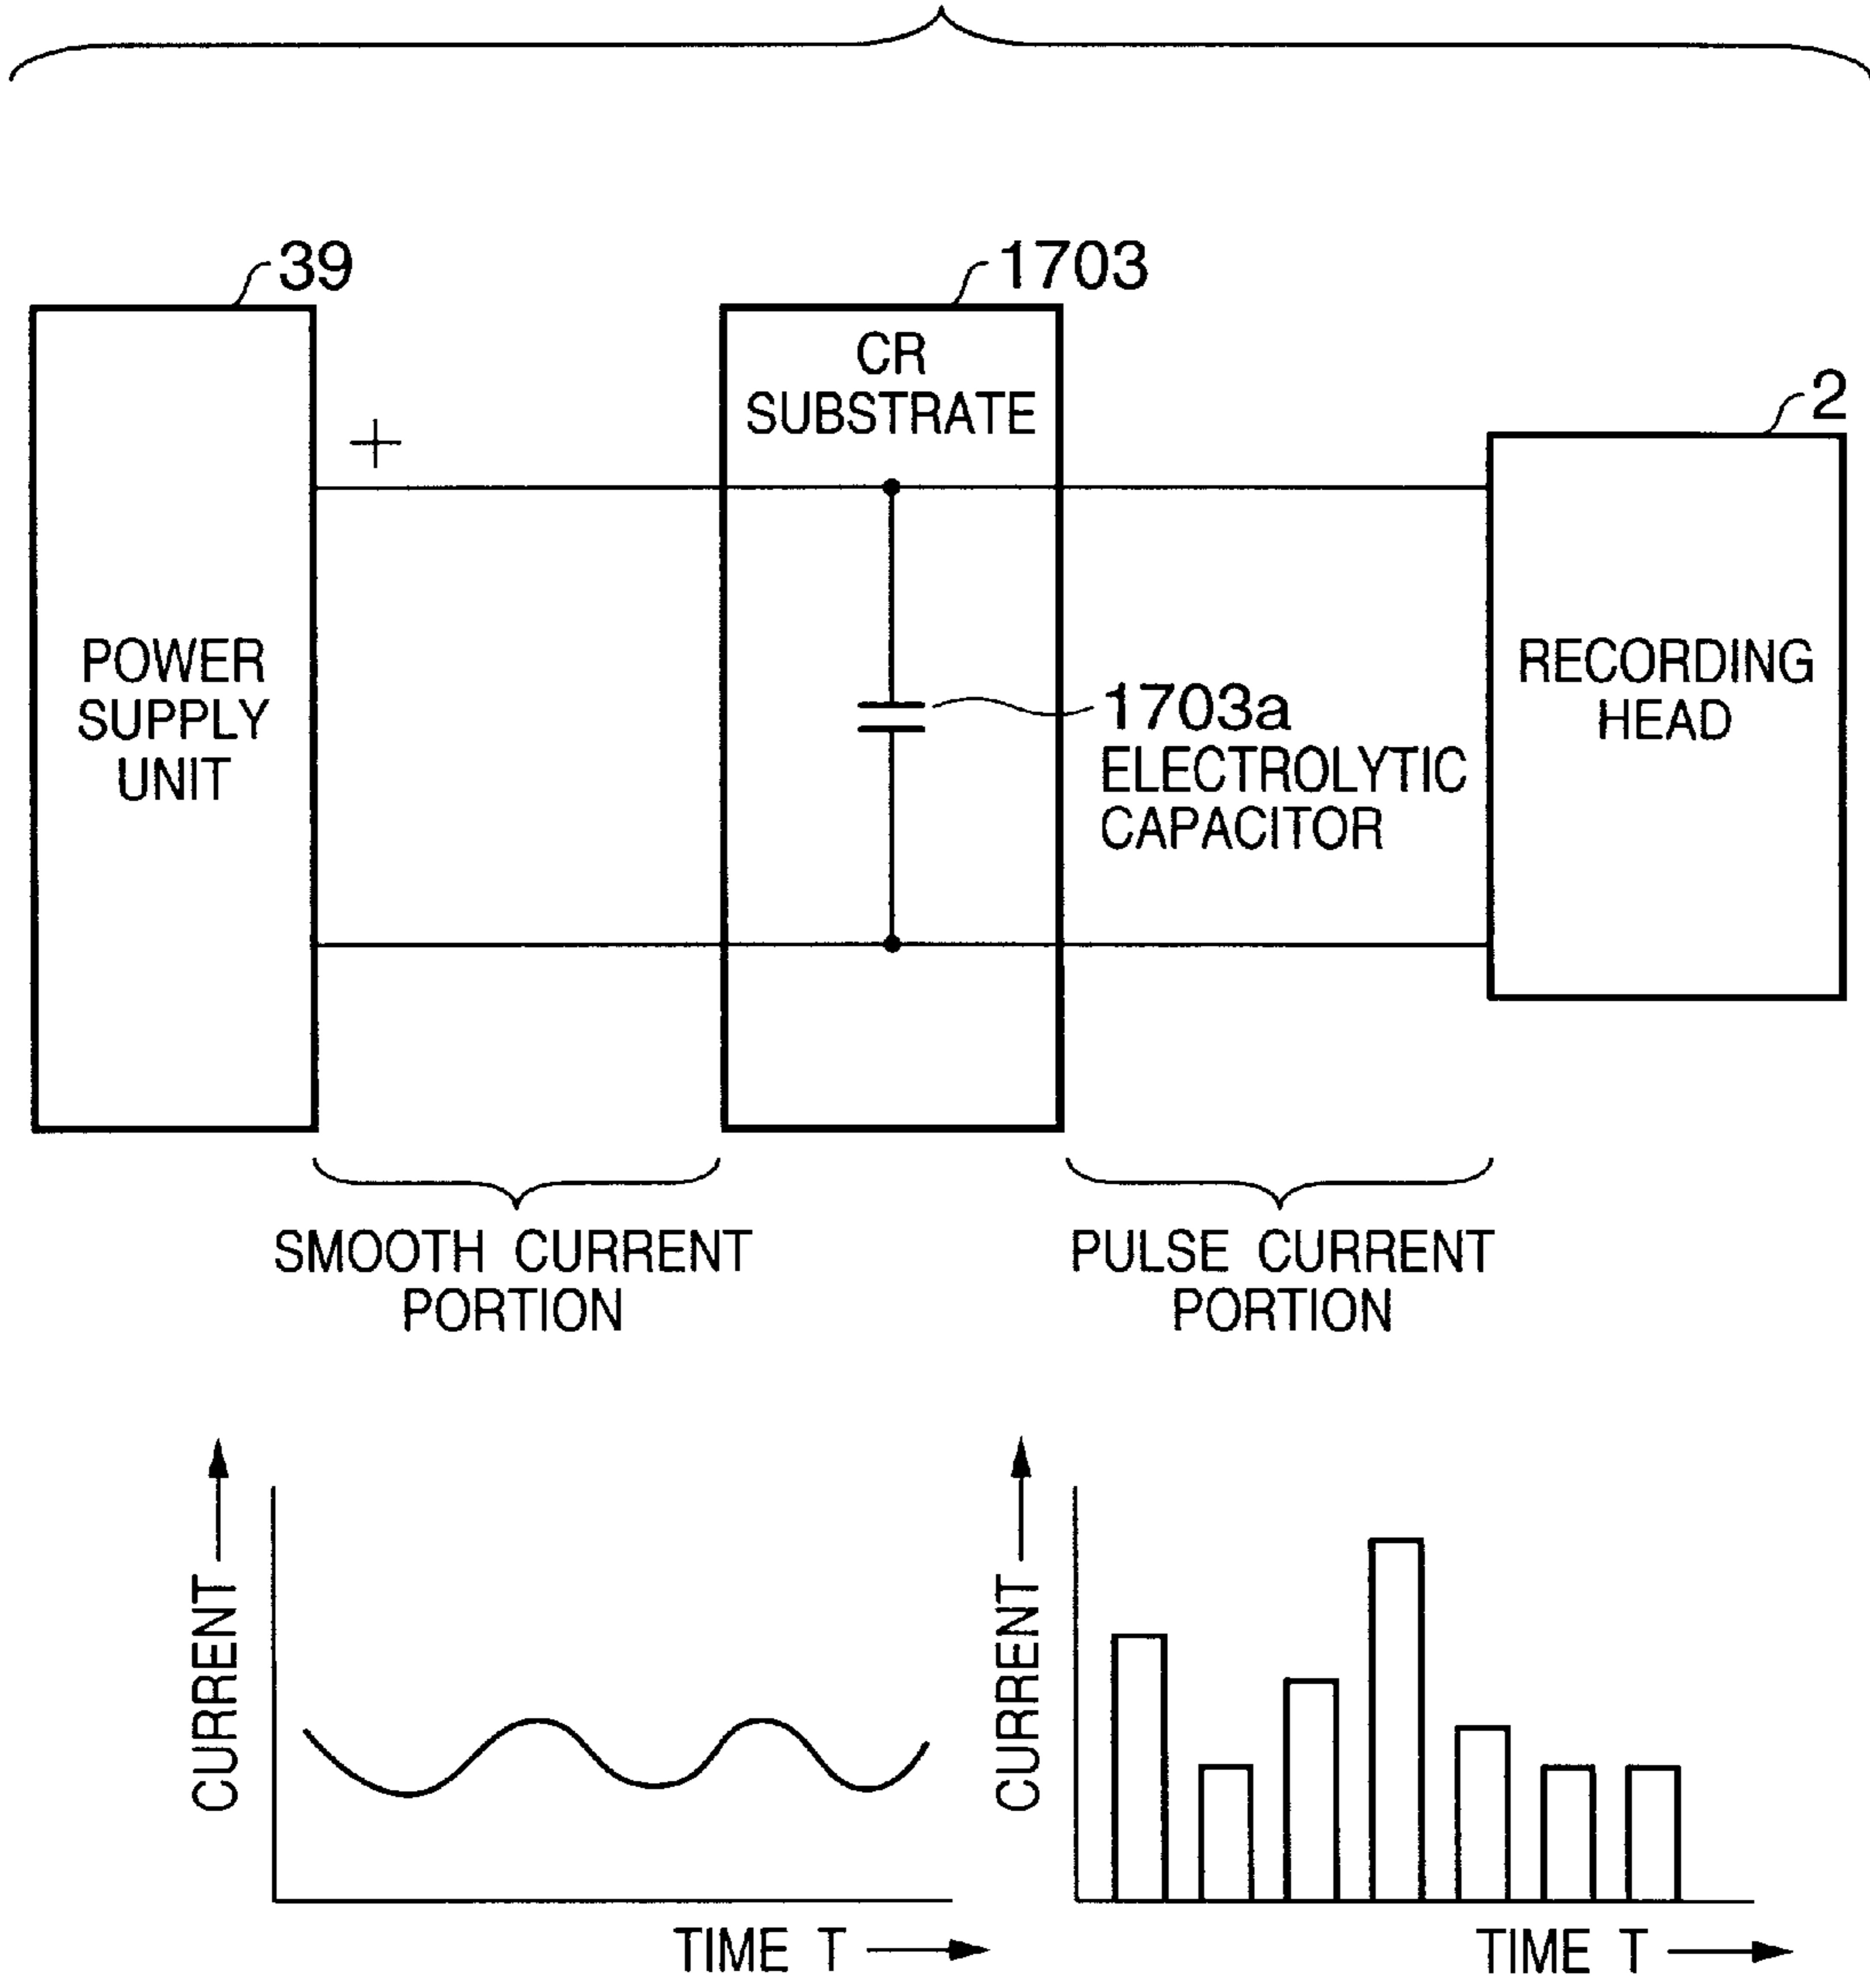 39
1703
CR
SUBSTRATE
2
+
POWER
SUPPLY
UNIT
1703a
ELECTROLYTIC
CAPACITOR
RECORDING
HEAD
SMOOTH CURRENT
PORTION
PULSE CURRENT
PORTION
CURRENT
TIME T
CURRENT
TIME T